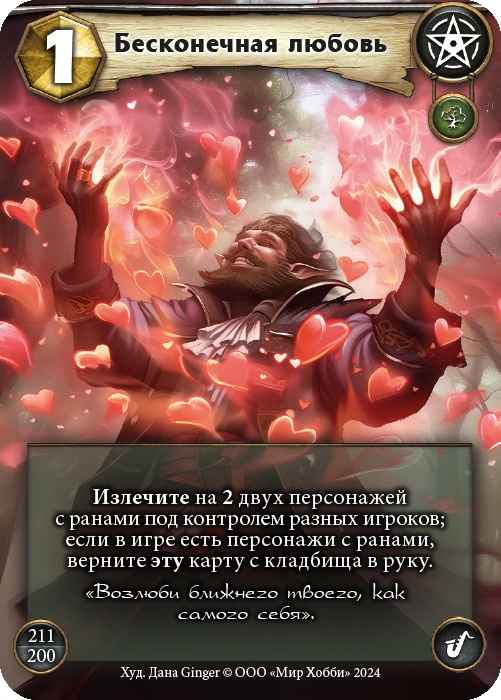 1
Бесконечная любовь
Излечите на 2 двух персонажей
с ранами под контролем разных игроков;
если в игре есть персонажи с ранами,
верните эту карту с кладбища в руку.
«Возлюби ближнего твоего, как
самого себя».
211
200
Худ. Дана Ginger © ООО «Мир Хобби» 2024